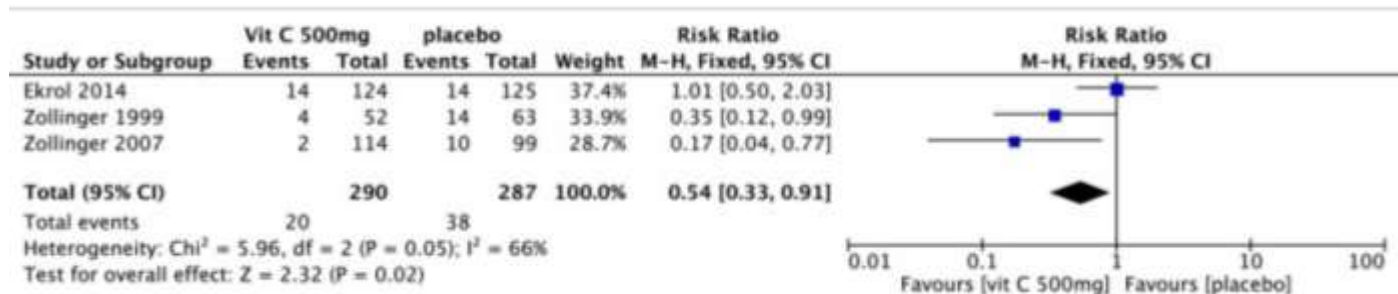 Vit C 500mg placebo Risk Ratio Risk Ratio
Study or Subgroup Events Total Events Total Weight M-H, Fixed, 95% CI M-H, Fixed, 95% CI
Ekrol 2014 14 124 14 125 37.4% 1.01 [0.50, 2.03]
Zollinger 1999 4 52 14 63 33.9% 0.35 [0.12, 0.99]
Zollinger 2007 2 114 10 99 28.7% 0.17 [0.04, 0.77]
Total (95% CI) 290 287 100.0% 0.54 [0.33, 0.91]
Total events 20 38
Heterogeneity: Chi² = 5.96, df = 2 (P = 0.05); I² = 66%
Test for overall effect: Z = 2.32 (P = 0.02)
0.01 0.1 1 10 100
Favours [vit C 500mg] Favours [placebo]